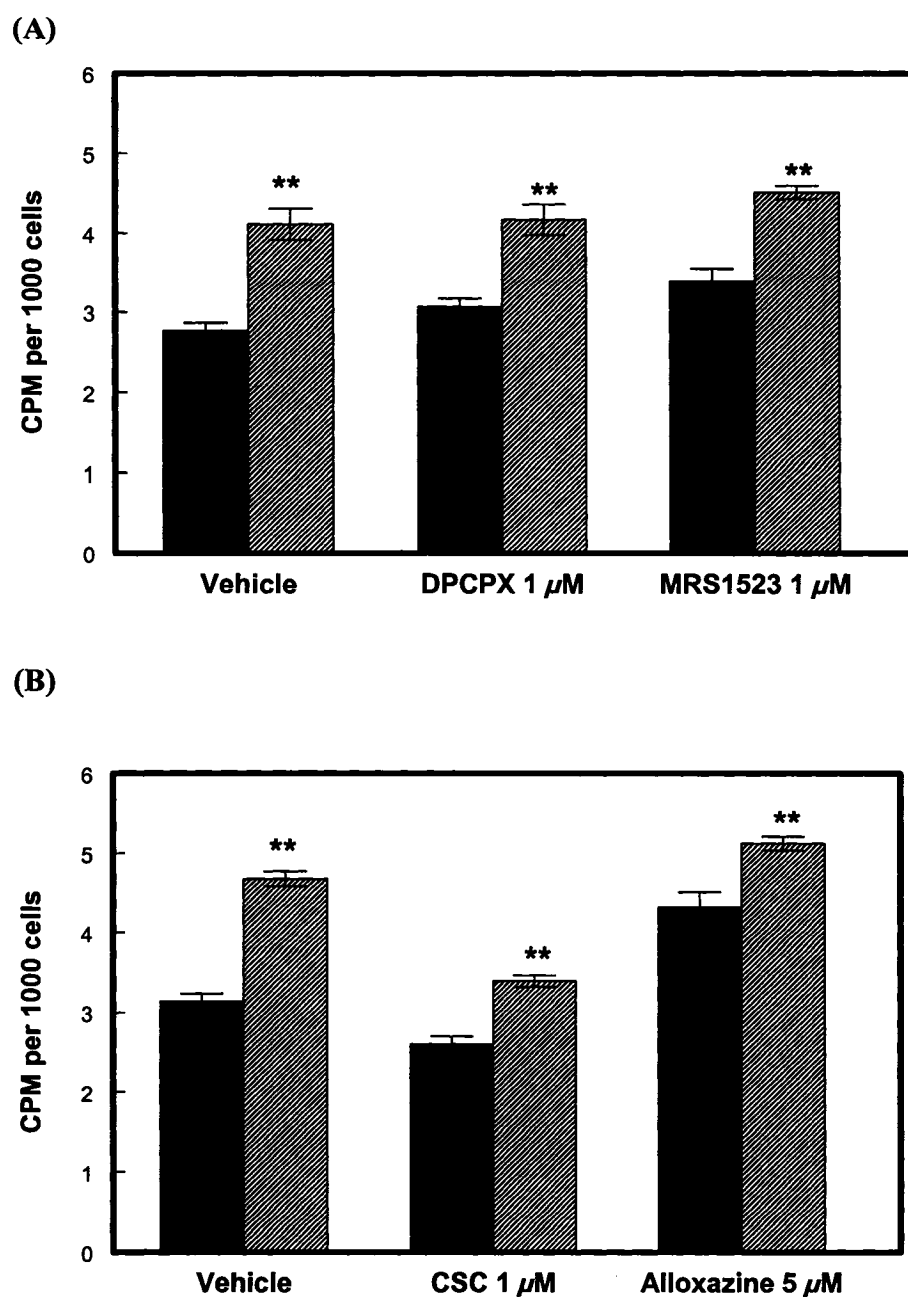 (A)
6
5
4
3
2
1
0
CPM per 1000 cells
**
**
**
Vehicle
DPCPX 1 µM
MRS1523 1 µM
(B)
6
5
4
3
2
1
0
CPM per 1000 cells
**
**
**
Vehicle
CSC 1 µM
Alloxazine 5 µM